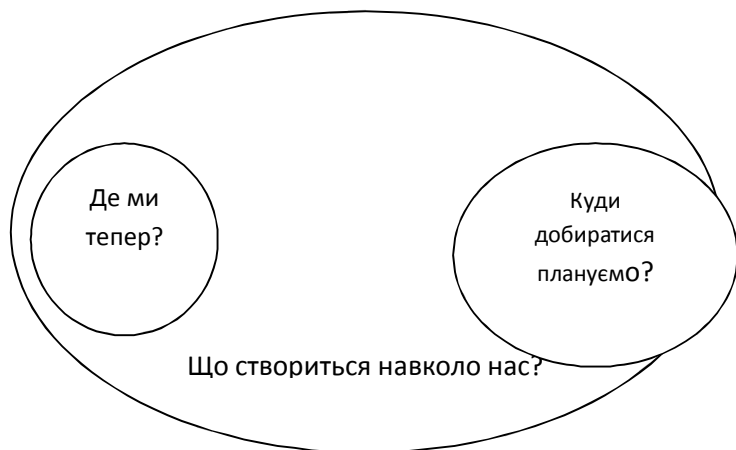 Де ми
тепер?
Куди
добиратися
плануємо?
Що створиться навколо нас?